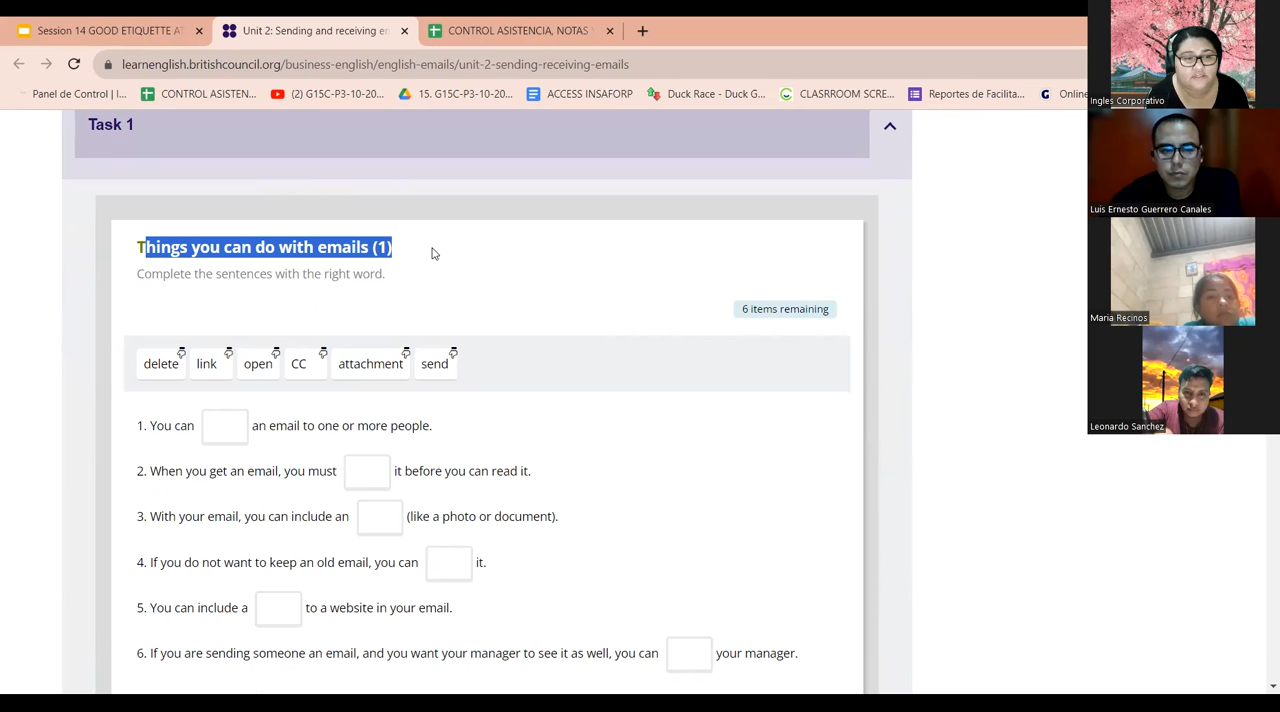 Session 14 GOOD ETIQUETTE AT
Unit 2: Sending and receiving en
CONTROL ASISTENCIA, NOTAS Y
learnenglish.britishcouncil.org/business-english/english-emails/unit-2-sending-receiving-emails
Panel de Control | I...
CONTROL ASISTEN...
(2) G15C-P3-10-20...
15. G15C-P3-10-20...
ACCESS INSAFORP
Duck Race - Duck G...
CLASRROOM SCRE...
Reportes de Facilita...
Online
Task 1
Things you can do with emails (1)
Complete the sentences with the right word.
6 items remaining
delete link open CC attachment send
1. You can an email to one or more people.
2. When you get an email, you must it before you can read it.
3. With your email, you can include an (like a photo or document).
4. If you do not want to keep an old email, you can it.
5. You can include a to a website in your email.
6. If you are sending someone an email, and you want your manager to see it as well, you can your manager.
Ingles Corporativo
Luis Ernesto Guerrero Canales
Maria Recinos
Leonardo Sanchez